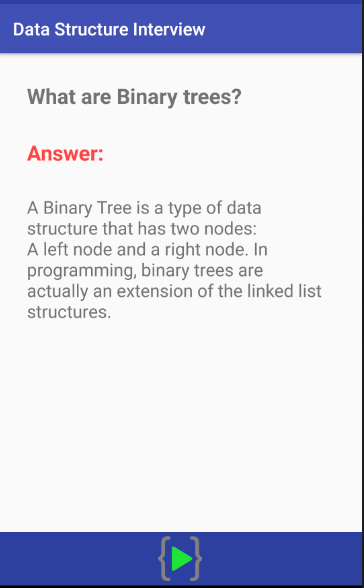 Data Structure Interview
What are Binary trees?
Answer:
A Binary Tree is a type of data
structure that has two nodes:
A left node and a right node. In
programming, binary trees are
actually an extension of the linked list
structures.